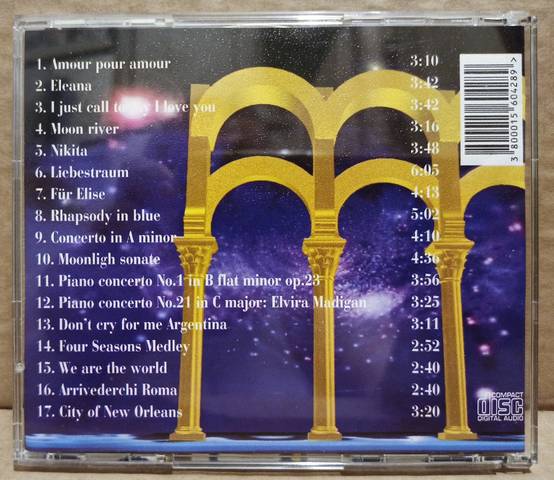 1. Amour pour amour 3:10
2. Eleana 3:42
3. I just call to say I love you 3:42
4. Moon river 3:16
5. Nikita 3:48
6. Liebestraum 6:05
7. Für Elise 4:13
8. Rhapsody in blue 5:02
9. Concerto in A minor 4:10
10. Moonligh sonate 4:36
11. Piano concerto No.1 in B flat minor op.23 3:56
12. Piano concerto No.21 in C major: Elvira Madigan 3:25
13. Don't cry for me Argentina 3:11
14. Four Seasons Medley 2:52
15. We are the world 2:40
16. Arrivederchi Roma 2:40
17. City of New Orleans 3:20
3 800015 604289 >
COMPACT
disc
DIGITAL AUDIO